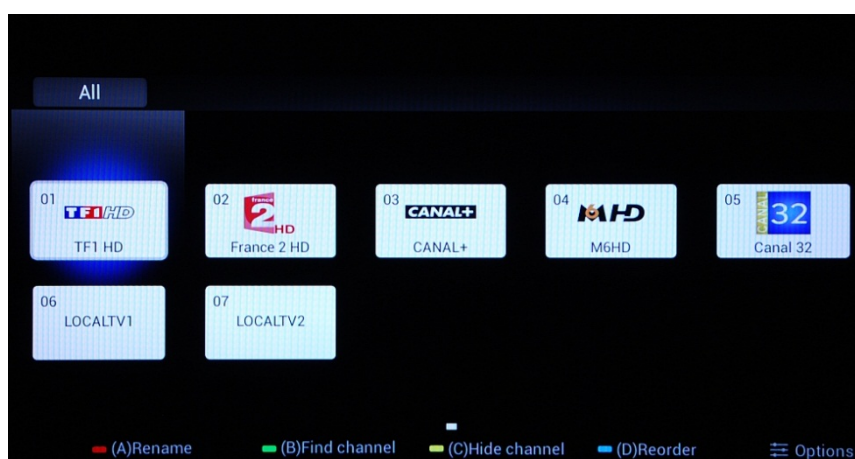 All
01
TF1 HD
TF1 HD
02
france
2
HD
France 2 HD
03
CANAL+
CANAL+
04
M6 HD
M6HD
05
CANAL
32
Canal 32
06
LOCALTV1
07
LOCALTV2
(A)Rename
(B)Find channel
(C)Hide channel
(D)Reorder
Options